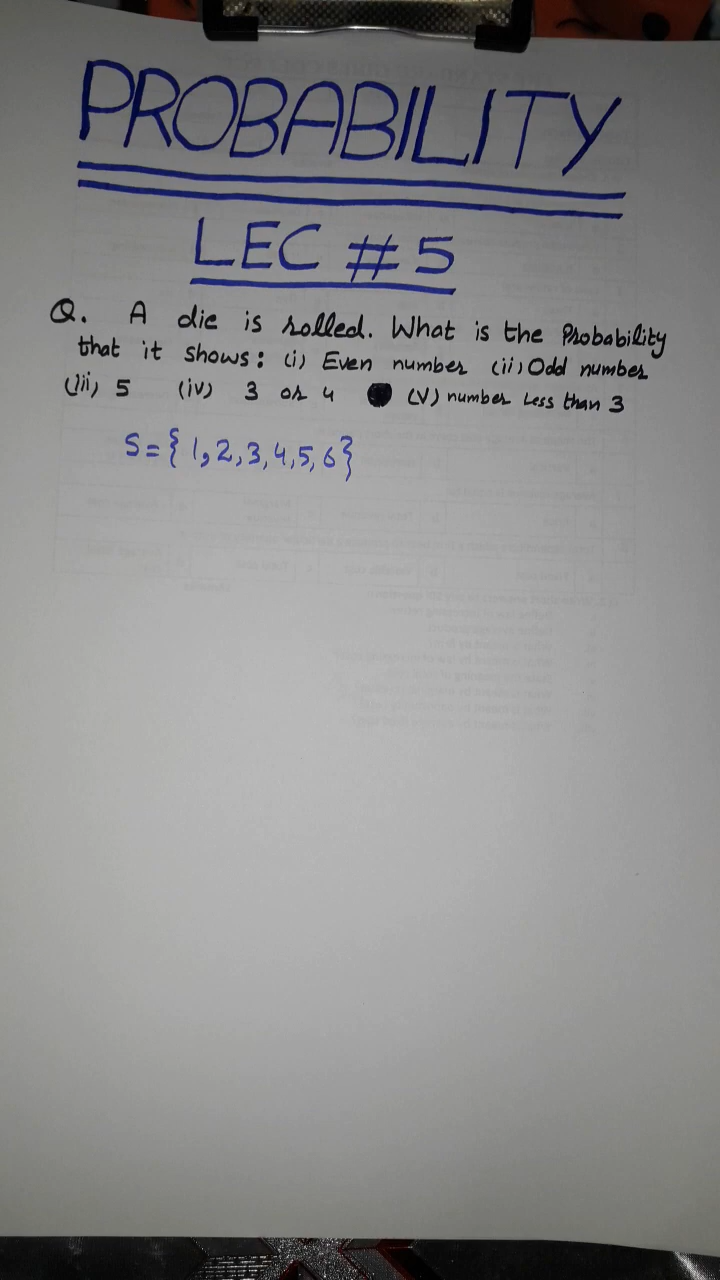 PROBABILITY
LEC #5
Q. A die is rolled. What is the Probability
that it shows: (i) Even number (ii) Odd number
(iii) 5 (iv) 3 or 4 (V) number Less than 3
S={1,2,3,4,5,6}